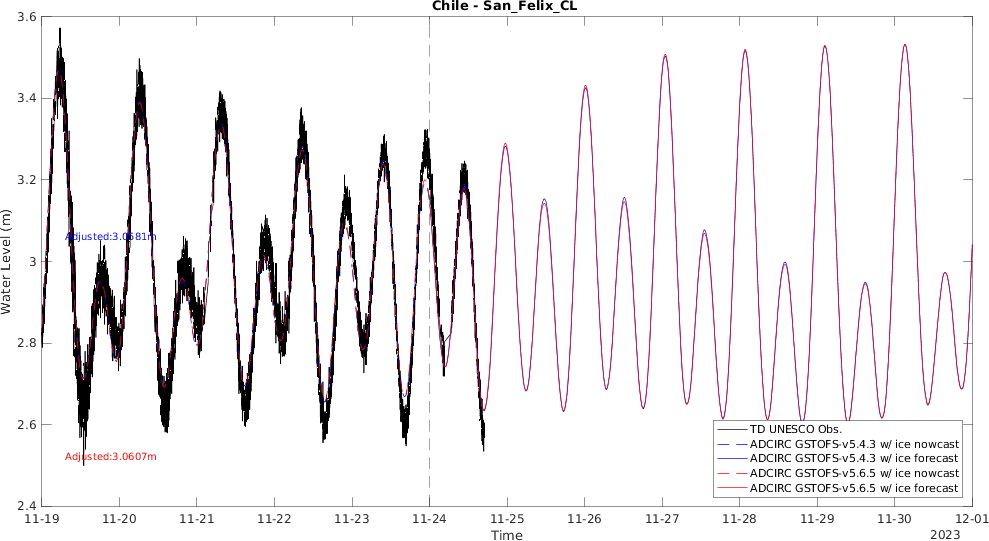 Chile - San_Felix_CL
3.6
3.4
3.2
3
2.8
2.6
2.4
Water Level (m)
Adjusted:3.0681m
Adjusted:3.0607m
TD UNESCO Obs.
ADCIRC GSTOFS-v5.4.3 w/ ice nowcast
ADCIRC GSTOFS-v5.4.3 w/ ice forecast
ADCIRC GSTOFS-v5.6.5 w/ ice nowcast
ADCIRC GSTOFS-v5.6.5 w/ ice forecast
11-19 11-20 11-21 11-22 11-23 11-24 11-25 11-26 11-27 11-28 11-29 11-30 12-01
Time
2023